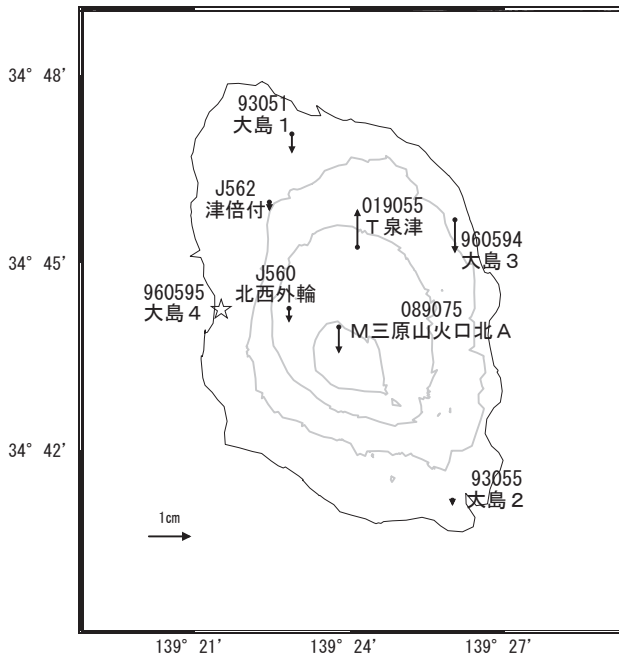 34° 48'
93051
大島１
J562
津倍付
019055
Ｔ泉津
34° 45'
960594
大島３
J560
北西外輪
960595
大島４
089075
Ｍ三原山火口北Ａ
34° 42'
93055
大島２
1cm
139° 21'
139° 24'
139° 27'